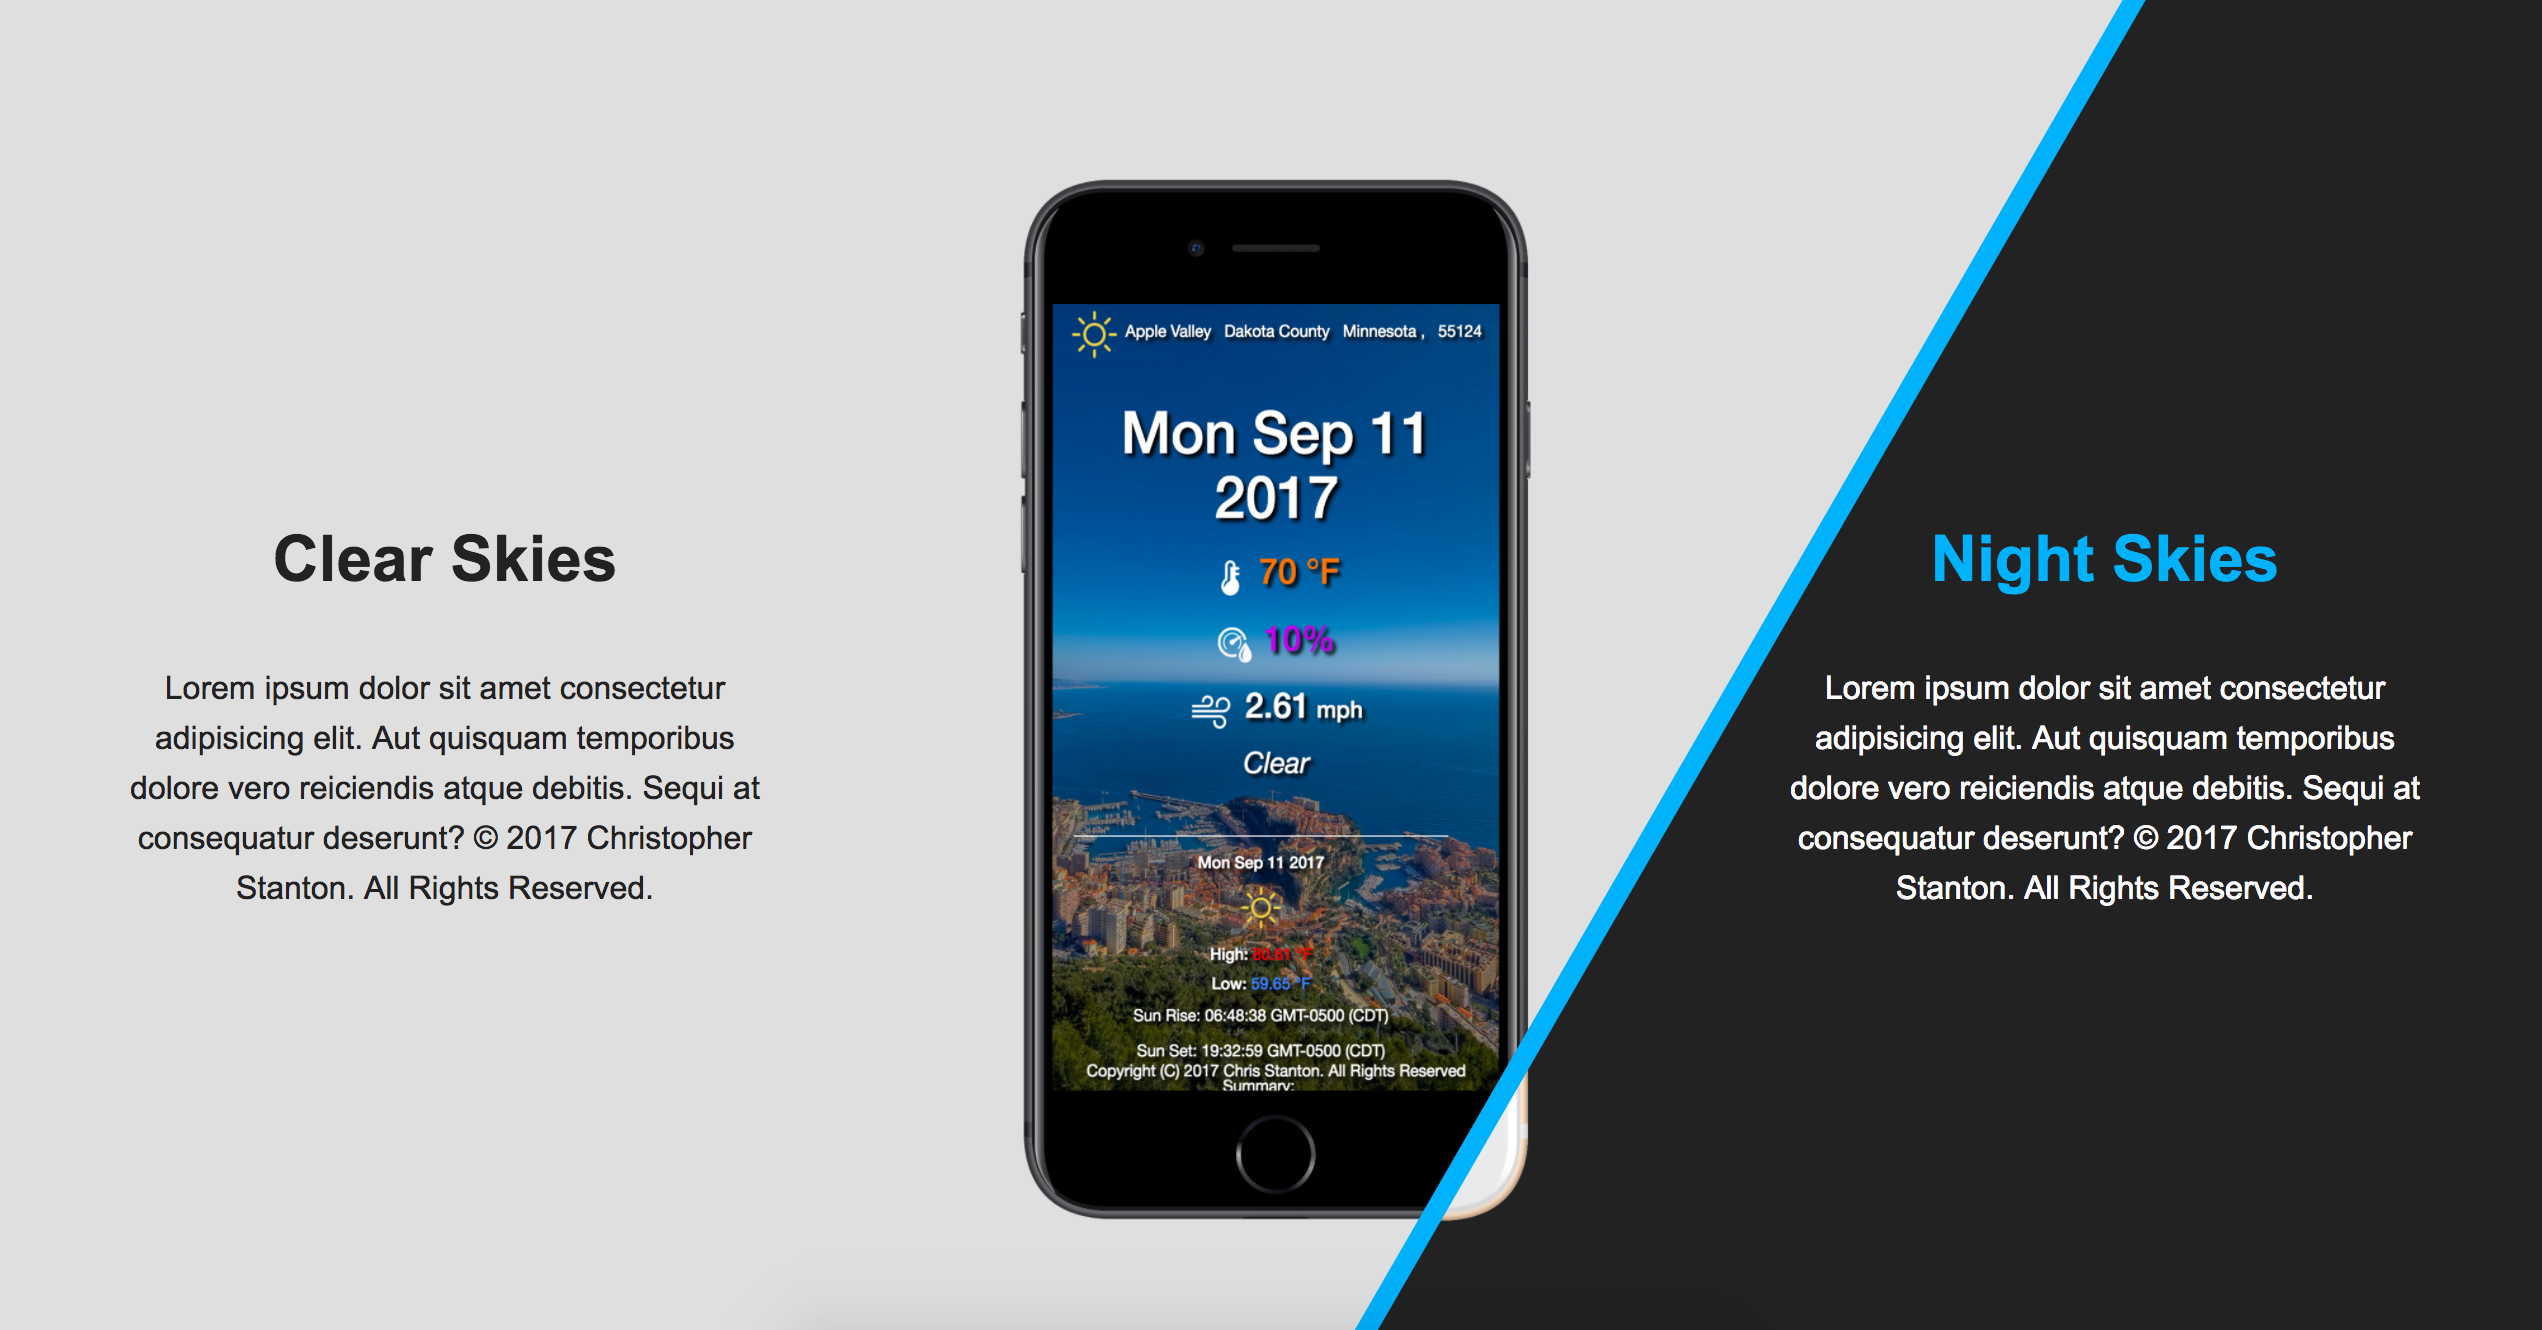 Clear Skies
Lorem ipsum dolor sit amet consectetur
adipisicing elit. Aut quisquam temporibus
dolore vero reiciendis atque debitis. Sequi at
consequatur deserunt? © 2017 Christopher
Stanton. All Rights Reserved.
Apple Valley Dakota County Minnesota , 55124
Mon Sep 11
2017
70 °F
10%
2.61 mph
Clear
Mon Sep 11 2017
High: 80.61 °F
Low: 59.65 °F
Sun Rise: 06:48:38 GMT-0500 (CDT)
Sun Set: 19:32:59 GMT-0500 (CDT)
Copyright (C) 2017 Chris Stanton. All Rights Reserved
Summary:
Night Skies
Lorem ipsum dolor sit amet consectetur
adipisicing elit. Aut quisquam temporibus
dolore vero reiciendis atque debitis. Sequi at
consequatur deserunt? © 2017 Christopher
Stanton. All Rights Reserved.